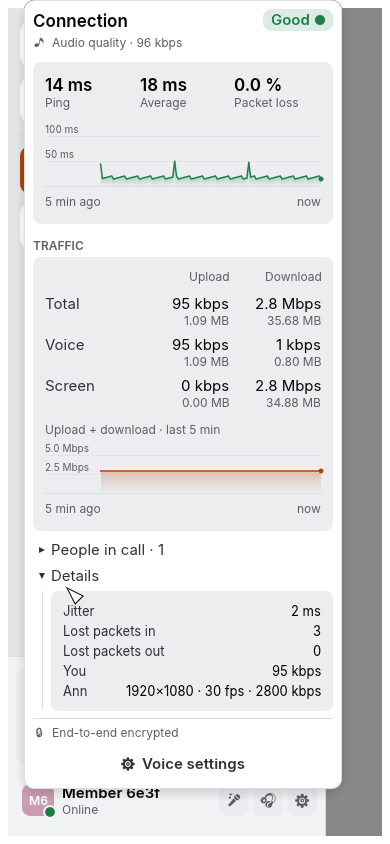 Connection Good
Audio quality · 96 kbps
14 ms 18 ms 0.0 %
Ping Average Packet loss
100 ms
50 ms
5 min ago now
TRAFFIC
Upload Download
Total 95 kbps 2.8 Mbps
1.09 MB 35.68 MB
Voice 95 kbps 1 kbps
1.09 MB 0.80 MB
Screen 0 kbps 2.8 Mbps
0.00 MB 34.88 MB
Upload + download · last 5 min
5.0 Mbps
2.5 Mbps
5 min ago now
People in call · 1
Details
Jitter 2 ms
Lost packets in 3
Lost packets out 0
You 95 kbps
Ann 1920×1080 · 30 fps · 2800 kbps
End-to-end encrypted
Voice settings
M6 Member 6e3f
Online